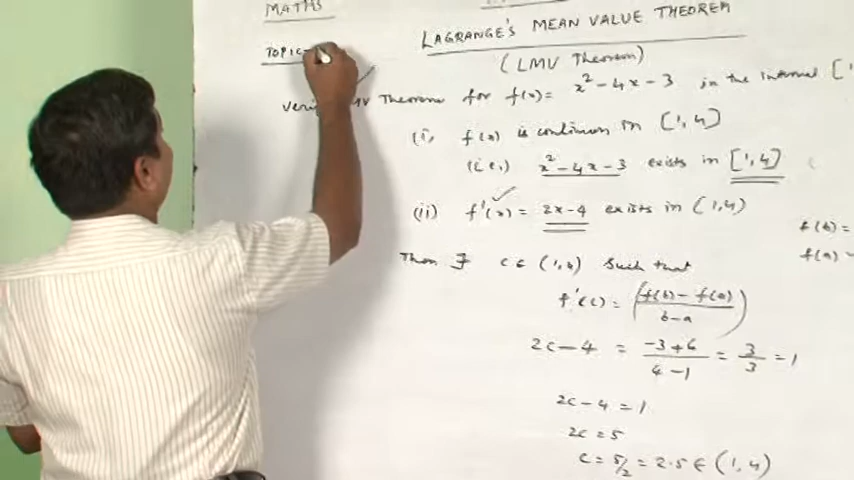 MATHS
TOPIC-
LAGRANGE'S MEAN VALUE THEOREM
(LMV Theorem)
Theorem for f(x) = x² - 4x - 3 in the interval [1,
(i) f(x) is continuous in [1, 4]
(i.e.,) x² - 4x - 3 exists in [1, 4]
(ii) f'(x) = 2x - 4 exists in (1, 4)
f(b) =
f(a) =
Then ∃ c ∈ (1, 4) such that
f'(c) = (f(b) - f(a) / b - a)
2c - 4 = -3 + 6 / 4 - 1 = 3/3 = 1
2c - 4 = 1
2c = 5
c = 5/2 = 2.5 ∈ (1, 4)